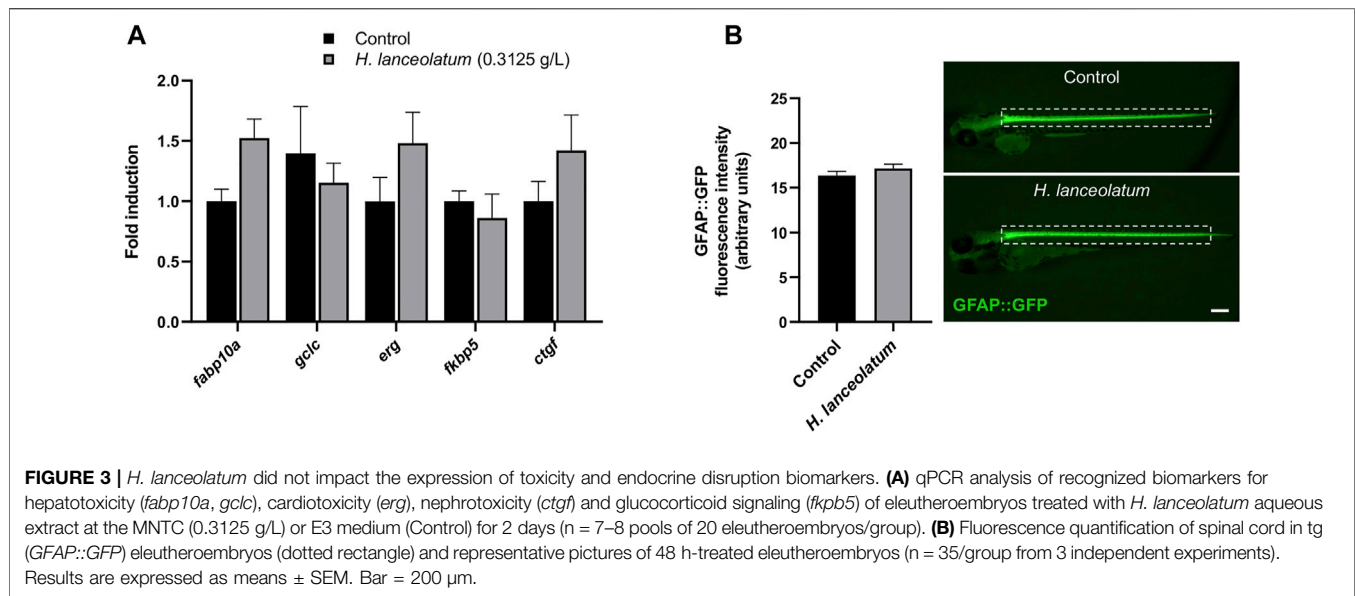 A
Control
H. lanceolatum (0.3125 g/L)
Fold induction
2.0
1.5
1.0
0.5
0.0
fabp10a
gclc
erg
fkbp5
ctgf
B
GFAP::GFP
fluorescence intensity
(arbitrary units)
25
20
15
10
5
0
Control
H. lanceolatum
Control
H. lanceolatum
GFAP::GFP
FIGURE 3 | H. lanceolatum did not impact the expression of toxicity and endocrine disruption biomarkers. (A) qPCR analysis of recognized biomarkers for
hepatotoxicity (fabp10a, gclc), cardiotoxicity (erg), nephrotoxicity (ctgf) and glucocorticoid signaling (fkpb5) of eleutheroembryos treated with H. lanceolatum aqueous
extract at the MNTC (0.3125 g/L) or E3 medium (Control) for 2 days (n = 7–8 pools of 20 eleutheroembryos/group). (B) Fluorescence quantification of spinal cord in tg
(GFAP::GFP) eleutheroembryos (dotted rectangle) and representative pictures of 48 h-treated eleutheroembryos (n = 35/group from 3 independent experiments).
Results are expressed as means ± SEM. Bar = 200 µm.